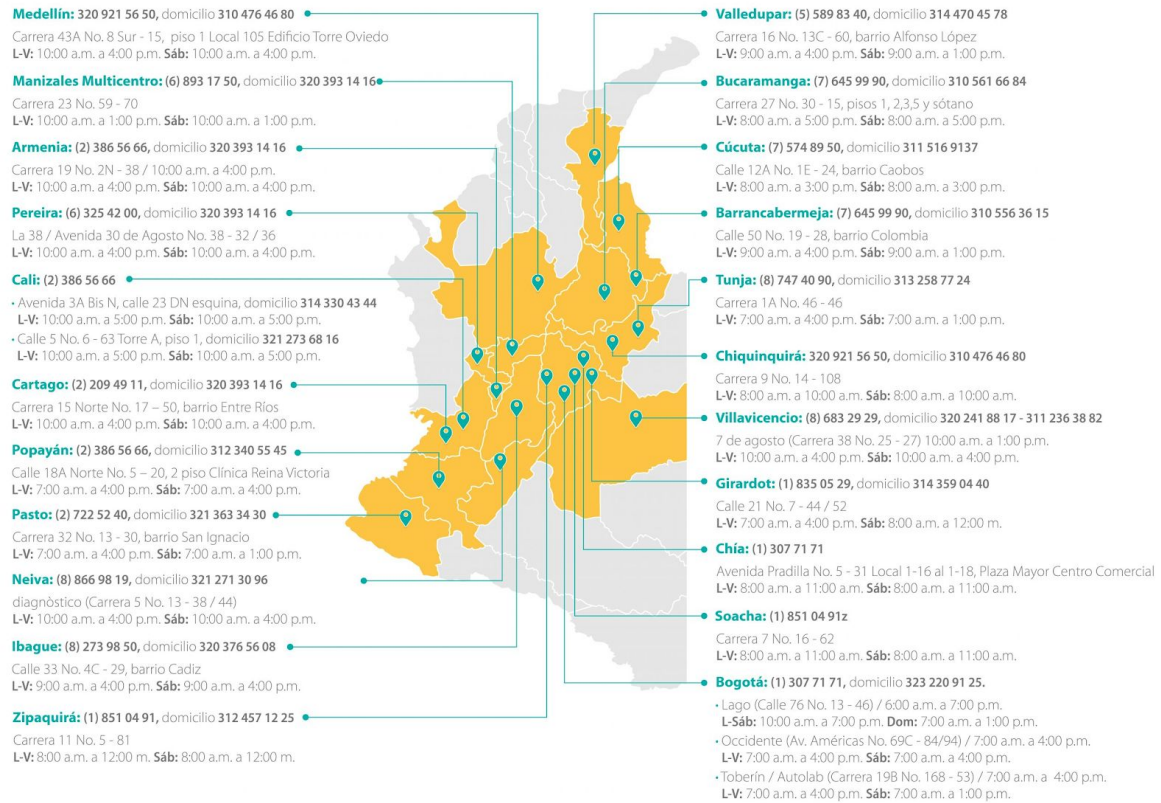 Medellín: 320 921 56 50, domicilio 310 476 46 80
Carrera 43A No. 8 Sur - 15, piso 1 Local 105 Edificio Torre Oviedo
L-V: 10:00 a.m. a 4:00 p.m. Sáb: 10:00 a.m. a 4:00 p.m.
Manizales Multicentro: (6) 893 17 50, domicilio 320 393 14 16
Carrera 23 No. 59 - 70
L-V: 10:00 a.m. a 1:00 p.m. Sáb: 10:00 a.m. a 1:00 p.m.
Armenia: (2) 386 56 66, domicilio 320 393 14 16
Carrera 19 No. 2N - 38 / 10:00 a.m. a 4:00 p.m.
L-V: 10:00 a.m. a 4:00 p.m. Sáb: 10:00 a.m. a 4:00 p.m.
Pereira: (6) 325 42 00, domicilio 320 393 14 16
La 38 / Avenida 30 de Agosto No. 38 - 32 / 36
L-V: 10:00 a.m. a 4:00 p.m. Sáb: 10:00 a.m. a 4:00 p.m.
Cali: (2) 386 56 66
• Avenida 3A Bis N, calle 23 DN esquina, domicilio 314 330 43 44
L-V: 10:00 a.m. a 5:00 p.m. Sáb: 10:00 a.m. a 5:00 p.m.
• Calle 5 No. 6 - 63 Torre A, piso 1, domicilio 321 273 68 16
L-V: 10:00 a.m. a 5:00 p.m. Sáb: 10:00 a.m. a 5:00 p.m.
Cartago: (2) 209 49 11, domicilio 320 393 14 16
Carrera 15 Norte No. 17 – 50, barrio Entre Ríos
L-V: 10:00 a.m. a 4:00 p.m. Sáb: 10:00 a.m. a 4:00 p.m.
Popayán: (2) 386 56 66, domicilio 312 340 55 45
Calle 18A Norte No. 5 – 20, 2 piso Clínica Reina Victoria
L-V: 7:00 a.m. a 4:00 p.m. Sáb: 7:00 a.m. a 4:00 p.m.
Pasto: (2) 722 52 40, domicilio 321 363 34 30
Carrera 32 No. 13 - 30, barrio San Ignacio
L-V: 7:00 a.m. a 4:00 p.m. Sáb: 7:00 a.m. a 1:00 p.m.
Neiva: (8) 866 98 19, domicilio 321 271 30 96
diagnòstico (Carrera 5 No. 13 - 38 / 44)
L-V: 10:00 a.m. a 4:00 p.m. Sáb: 10:00 a.m. a 4:00 p.m.
Ibague: (8) 273 98 50, domicilio 320 376 56 08
Calle 33 No. 4C - 29, barrio Cadiz
L-V: 9:00 a.m. a 4:00 p.m. Sáb: 9:00 a.m. a 4:00 p.m.
Zipaquirá: (1) 851 04 91, domicilio 312 457 12 25
Carrera 11 No. 5 - 81
L-V: 8:00 a.m. a 12:00 m. Sáb: 8:00 a.m. a 12:00 m.
Valledupar: (5) 589 83 40, domicilio 314 470 45 78
Carrera 16 No. 13C - 60, barrio Alfonso López
L-V: 9:00 a.m. a 4:00 p.m. Sáb: 9:00 a.m. a 1:00 p.m.
Bucaramanga: (7) 645 99 90, domicilio 310 561 66 84
Carrera 27 No. 30 - 15, pisos 1, 2,3,5 y sótano
L-V: 8:00 a.m. a 5:00 p.m. Sáb: 8:00 a.m. a 5:00 p.m.
Cúcuta: (7) 574 89 50, domicilio 311 516 9137
Calle 12A No. 1E - 24, barrio Caobos
L-V: 8:00 a.m. a 3:00 p.m. Sáb: 8:00 a.m. a 3:00 p.m.
Barrancabermeja: (7) 645 99 90, domicilio 310 556 36 15
Calle 50 No. 19 - 28, barrio Colombia
L-V: 9:00 a.m. a 4:00 p.m. Sáb: 9:00 a.m. a 1:00 p.m.
Tunja: (8) 747 40 90, domicilio 313 258 77 24
Carrera 1A No. 46 - 46
L-V: 7:00 a.m. a 4:00 p.m. Sáb: 7:00 a.m. a 1:00 p.m.
Chiquinquirá: 320 921 56 50, domicilio 310 476 46 80
Carrera 9 No. 14 - 108
L-V: 8:00 a.m. a 10:00 a.m. Sáb: 8:00 a.m. a 10:00 a.m.
Villavicencio: (8) 683 29 29, domicilio 320 241 88 17 - 311 236 38 82
7 de agosto (Carrera 38 No. 25 - 27) 10:00 a.m. a 1:00 p.m.
L-V: 10:00 a.m. a 4:00 p.m. Sáb: 10:00 a.m. a 4:00 p.m.
Girardot: (1) 835 05 29, domicilio 314 359 04 40
Calle 21 No. 7 - 44 / 52
L-V: 7:00 a.m. a 4:00 p.m. Sáb: 8:00 a.m. a 12:00 m.
Chía: (1) 307 71 71
Avenida Pradilla No. 5 - 31 Local 1-16 al 1-18, Plaza Mayor Centro Comercial
L-V: 8:00 a.m. a 11:00 a.m. Sáb: 8:00 a.m. a 11:00 a.m.
Soacha: (1) 851 04 91z
Carrera 7 No. 16 - 62
L-V: 8:00 a.m. a 11:00 a.m. Sáb: 8:00 a.m. a 11:00 a.m.
Bogotá: (1) 307 71 71, domicilio 323 220 91 25.
• Lago (Calle 76 No. 13 - 46) / 6:00 a.m. a 7:00 p.m.
L-Sáb: 10:00 a.m. a 7:00 p.m. Dom: 7:00 a.m. a 1:00 p.m.
• Occidente (Av. Américas No. 69C - 84/94) / 7:00 a.m. a 4:00 p.m.
L-V: 7:00 a.m. a 4:00 p.m. Sáb: 7:00 a.m. a 4:00 p.m.
• Toberín / Autolab (Carrera 19B No. 168 - 53) / 7:00 a.m. a 4:00 p.m.
L-V: 7:00 a.m. a 4:00 p.m. Sáb: 7:00 a.m. a 1:00 p.m.